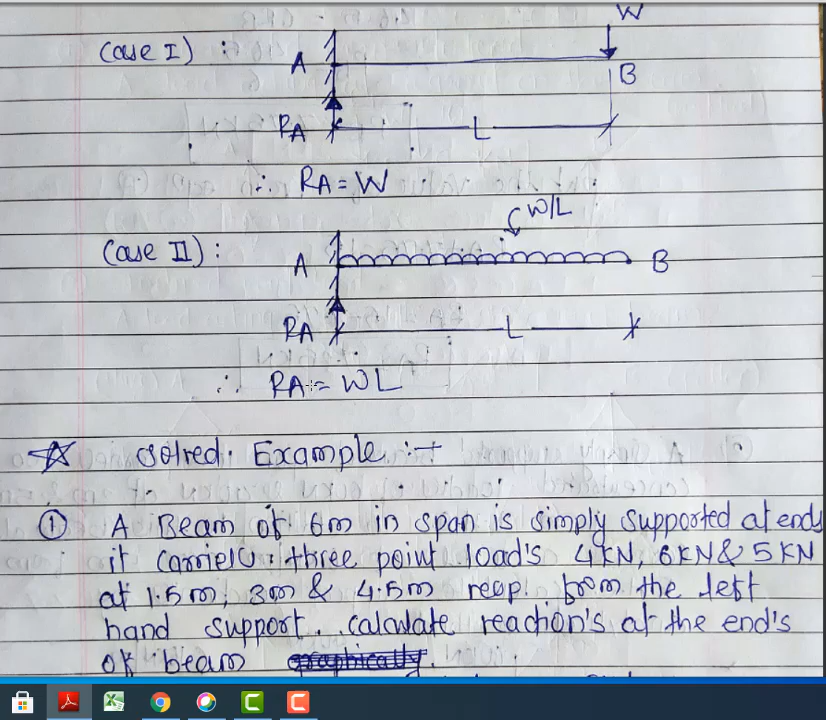 W
(Case I) :
A
B
RA
L
∴ RA = W
W/L
(Case II) :
A
B
RA
L
∴ RA = WL
☆ Solved. Example :-
① A Beam of 6m in span is simply supported at ends
it carries three point load's 4KN, 6KN & 5KN
at 1.5m, 3m & 4.5m resp. from the left
hand support. calculate reaction's at the end's
of beam graphically.